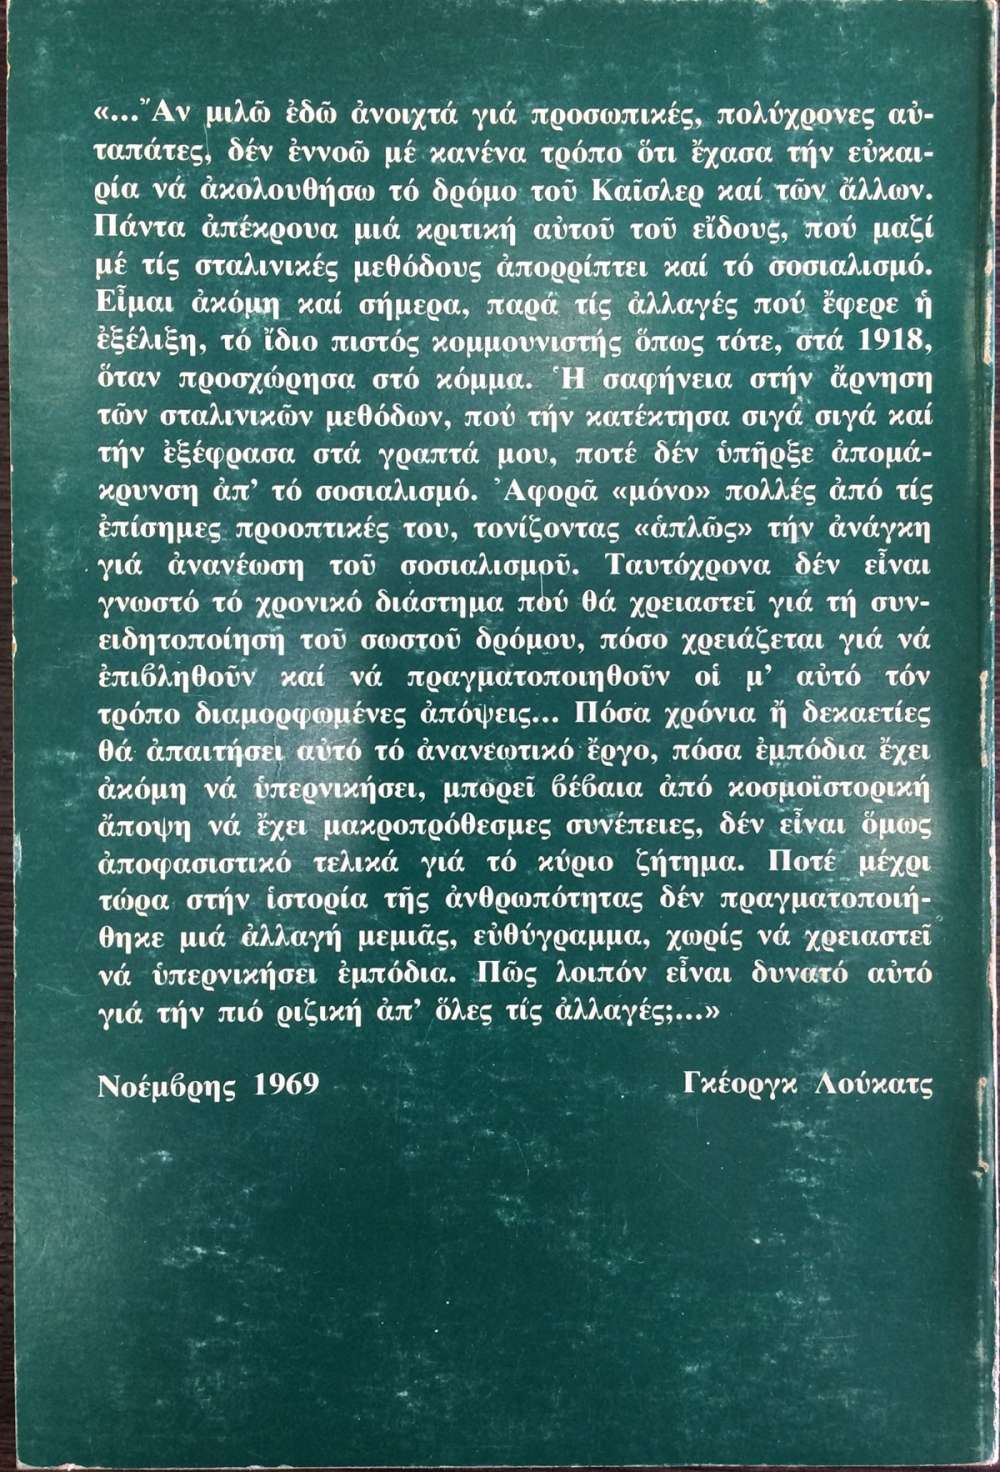 «...Ἄν μιλῶ ἐδῶ ἀνοιχτά γιά προσωπικές, πολύχρονες αὐ-
ταπάτες, δέν ἐννοῶ μέ κανένα τρόπο ὅτι ἔχασα τήν εὐκαι-
ρία νά ἀκολουθήσω τό δρόμο τοῦ Καῖσλερ καί τῶν ἄλλων.
Πάντα ἀπέκρουα μιά κριτική αὐτοῦ τοῦ εἴδους, πού μαζί
μέ τίς σταλινικές μεθόδους ἀπορρίπτει καί τό σοσιαλισμό.
Εἶμαι ἀκόμη καί σήμερα, παρά τίς ἀλλαγές πού ἔφερε ἡ
ἐξέλιξη, τό ἴδιο πιστός κομμουνιστής ὅπως τότε, στά 1918,
ὅταν προσχώρησα στό κόμμα. Ἡ σαφήνεια στήν ἄρνηση
τῶν σταλινικῶν μεθόδων, πού τήν κατέκτησα σιγά σιγά καί
τήν ἐξέφρασα στά γραπτά μου, ποτέ δέν ὑπῆρξε ἀπομά-
κρυνση ἀπ' τό σοσιαλισμό. Ἀφορᾶ «μόνο» πολλές ἀπό τίς
ἐπίσημες προοπτικές του, τονίζοντας «ἁπλῶς» τήν ἀνάγκη
γιά ἀνανέωση τοῦ σοσιαλισμοῦ. Ταυτόχρονα δέν εἶναι
γνωστό τό χρονικό διάστημα πού θά χρειαστεῖ γιά τή συν-
ειδητοποίηση τοῦ σωστοῦ δρόμου, πόσο χρειάζεται γιά νά
ἐπιβληθοῦν καί νά πραγματοποιηθοῦν οἱ μ' αὐτό τόν
τρόπο διαμορφωμένες ἀπόψεις... Πόσα χρόνια ἤ δεκαετίες
θά ἀπαιτήσει αὐτό τό ἀνανεωτικό ἔργο, πόσα ἐμπόδια ἔχει
ἀκόμη νά ὑπερνικήσει, μπορεῖ βέβαια ἀπό κοσμοϊστορική
ἄποψη νά ἔχει μακροπρόθεσμες συνέπειες, δέν εἶναι ὅμως
ἀποφασιστικό τελικά γιά τό κύριο ζήτημα. Ποτέ μέχρι
τώρα στήν ἱστορία τῆς ἀνθρωπότητας δέν πραγματοποιή-
θηκε μιά ἀλλαγή μεμιᾶς, εὐθύγραμμα, χωρίς νά χρειαστεῖ
νά ὑπερνικήσει ἐμπόδια. Πῶς λοιπόν εἶναι δυνατό αὐτό
γιά τήν πιό ριζική ἀπ' ὅλες τίς ἀλλαγές;...»
Νοέμβρης 1969 Γκέοργκ Λούκατς